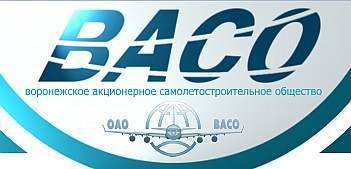 ВАСО
воронежское акционерное самолетостроительное общество
ОАО ВАСО